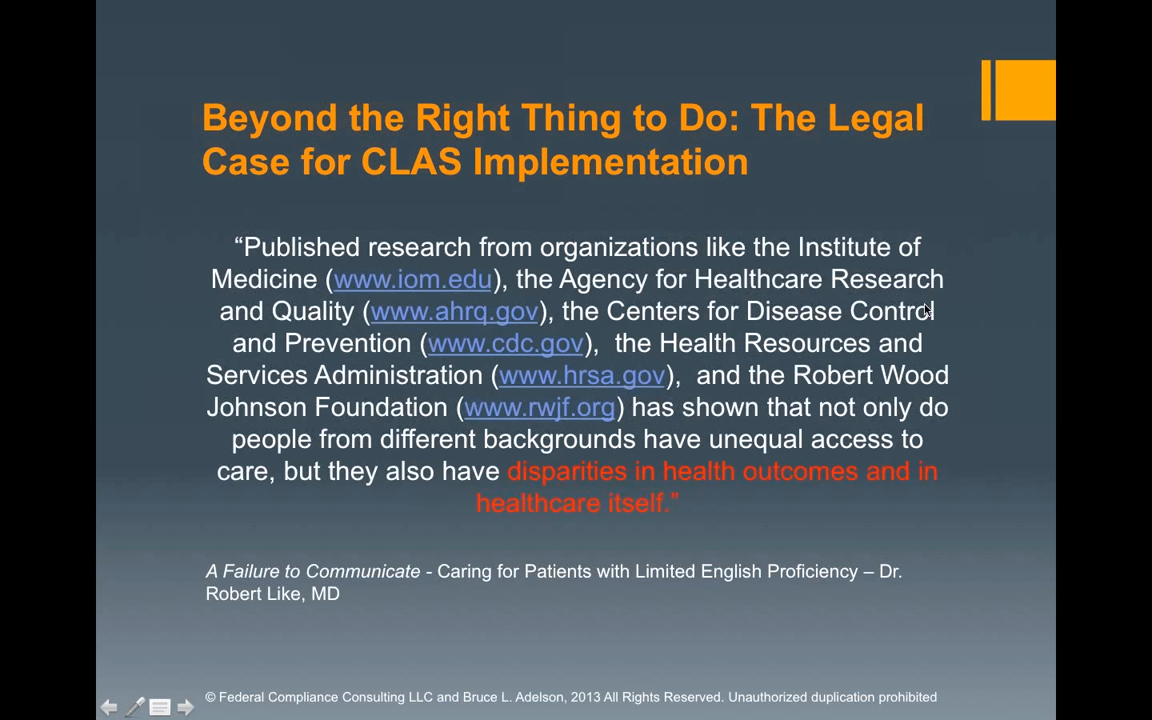 Beyond the Right Thing to Do: The Legal
Case for CLAS Implementation
“Published research from organizations like the Institute of
Medicine (www.iom.edu), the Agency for Healthcare Research
and Quality (www.ahrq.gov), the Centers for Disease Control
and Prevention (www.cdc.gov),  the Health Resources and
Services Administration (www.hrsa.gov),  and the Robert Wood
Johnson Foundation (www.rwjf.org) has shown that not only do
people from different backgrounds have unequal access to
care, but they also have disparities in health outcomes and in
healthcare itself.”
A Failure to Communicate - Caring for Patients with Limited English Proficiency – Dr.
Robert Like, MD
© Federal Compliance Consulting LLC and Bruce L. Adelson, 2013 All Rights Reserved. Unauthorized duplication prohibited